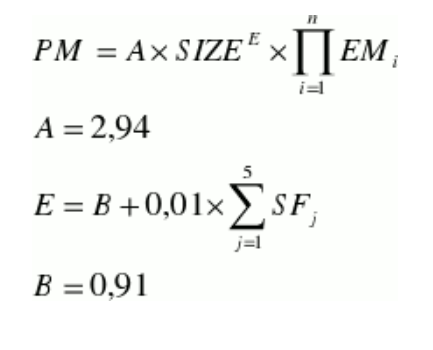 PM = A × SIZE^E × ∏_{i=1}^{n} EM_i
A = 2,94
E = B + 0,01 × ∑_{j=1}^{5} SF_j
B = 0,91